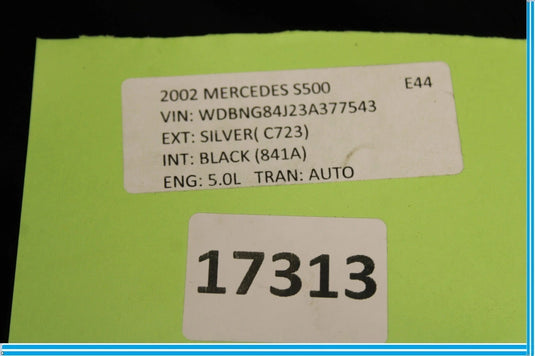 2002 MERCEDES S500 E44
VIN: WDBNG84J23A377543
EXT: SILVER( C723)
INT: BLACK (841A)
ENG: 5.0L TRAN: AUTO
17313